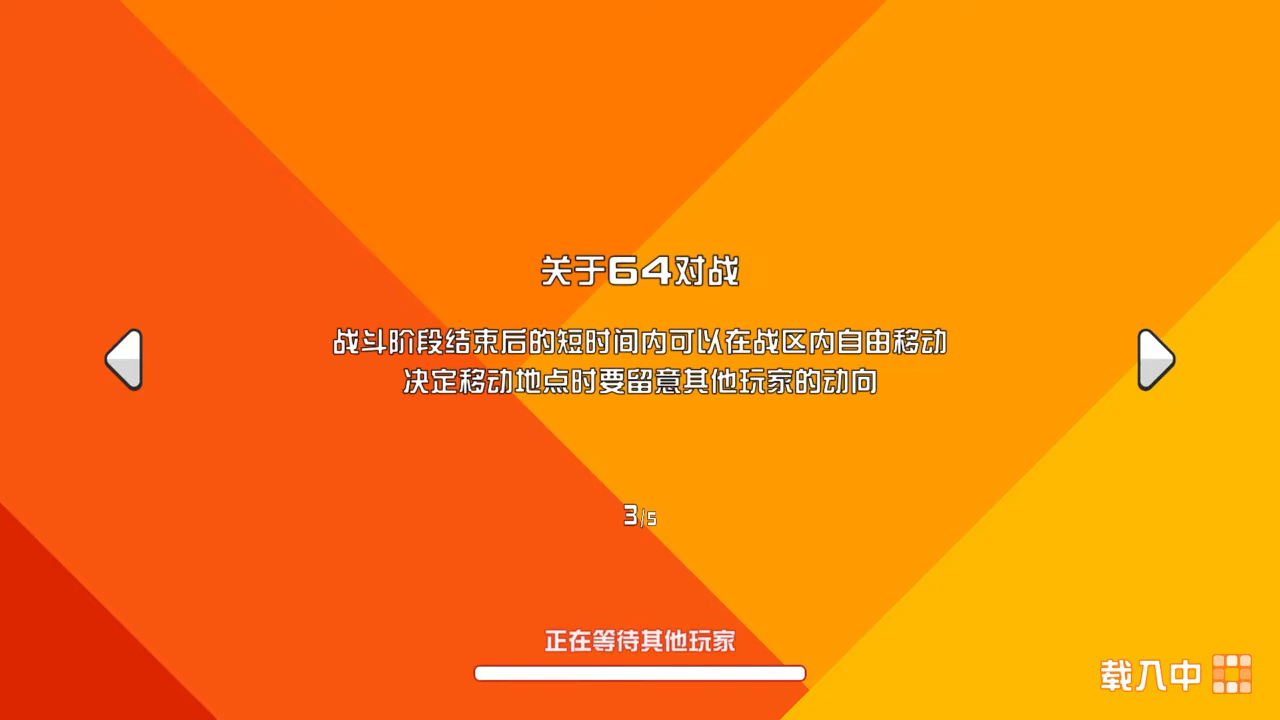 关于64对战
战斗阶段结束后的短时间内可以在战区内自由移动
决定移动地点时要留意其他玩家的动向
3/5
正在等待其他玩家
载入中